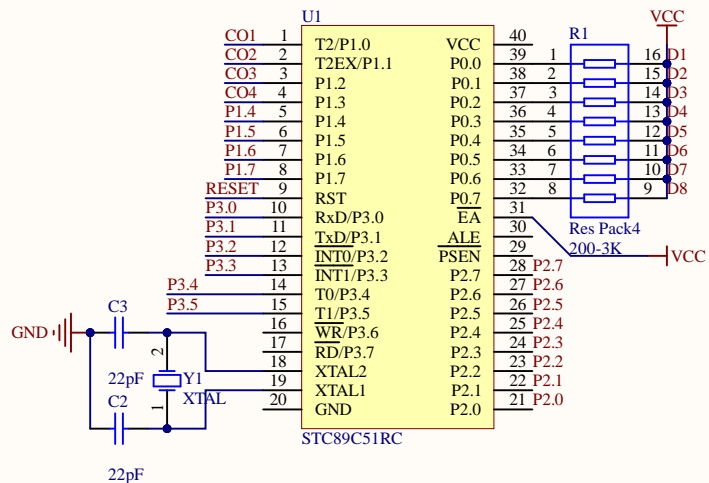 U1
VCC
CO1 1 T2/P1.0 VCC 40 R1
CO2 2 T2EX/P1.1 P0.0 39 1 16 D1
CO3 3 P1.2 P0.1 38 2 15 D2
CO4 4 P1.3 P0.2 37 3 14 D3
P1.4 5 P1.4 P0.3 36 4 13 D4
P1.5 6 P1.5 P0.4 35 5 12 D5
P1.6 7 P1.6 P0.5 34 6 11 D6
P1.7 8 P1.7 P0.6 33 7 10 D7
RESET 9 RST P0.7 32 8 9 D8
P3.0 10 RxD/P3.0 EA 31
P3.1 11 TxD/P3.1 ALE 30 Res Pack4
P3.2 12 INT0/P3.2 PSEN 29 200-3K
P3.3 13 INT1/P3.3 P2.7 28 P2.7 VCC
P3.4 14 T0/P3.4 P2.6 27 P2.6
P3.5 15 T1/P3.5 P2.5 26 P2.5
16 WR/P3.6 P2.4 25 P2.4
17 RD/P3.7 P2.3 24 P2.3
18 XTAL2 P2.2 23 P2.2
19 XTAL1 P2.1 22 P2.1
20 GND P2.0 21 P2.0
STC89C51RC
C3
GND
2
22pF Y1
XTAL
C2 1
22pF